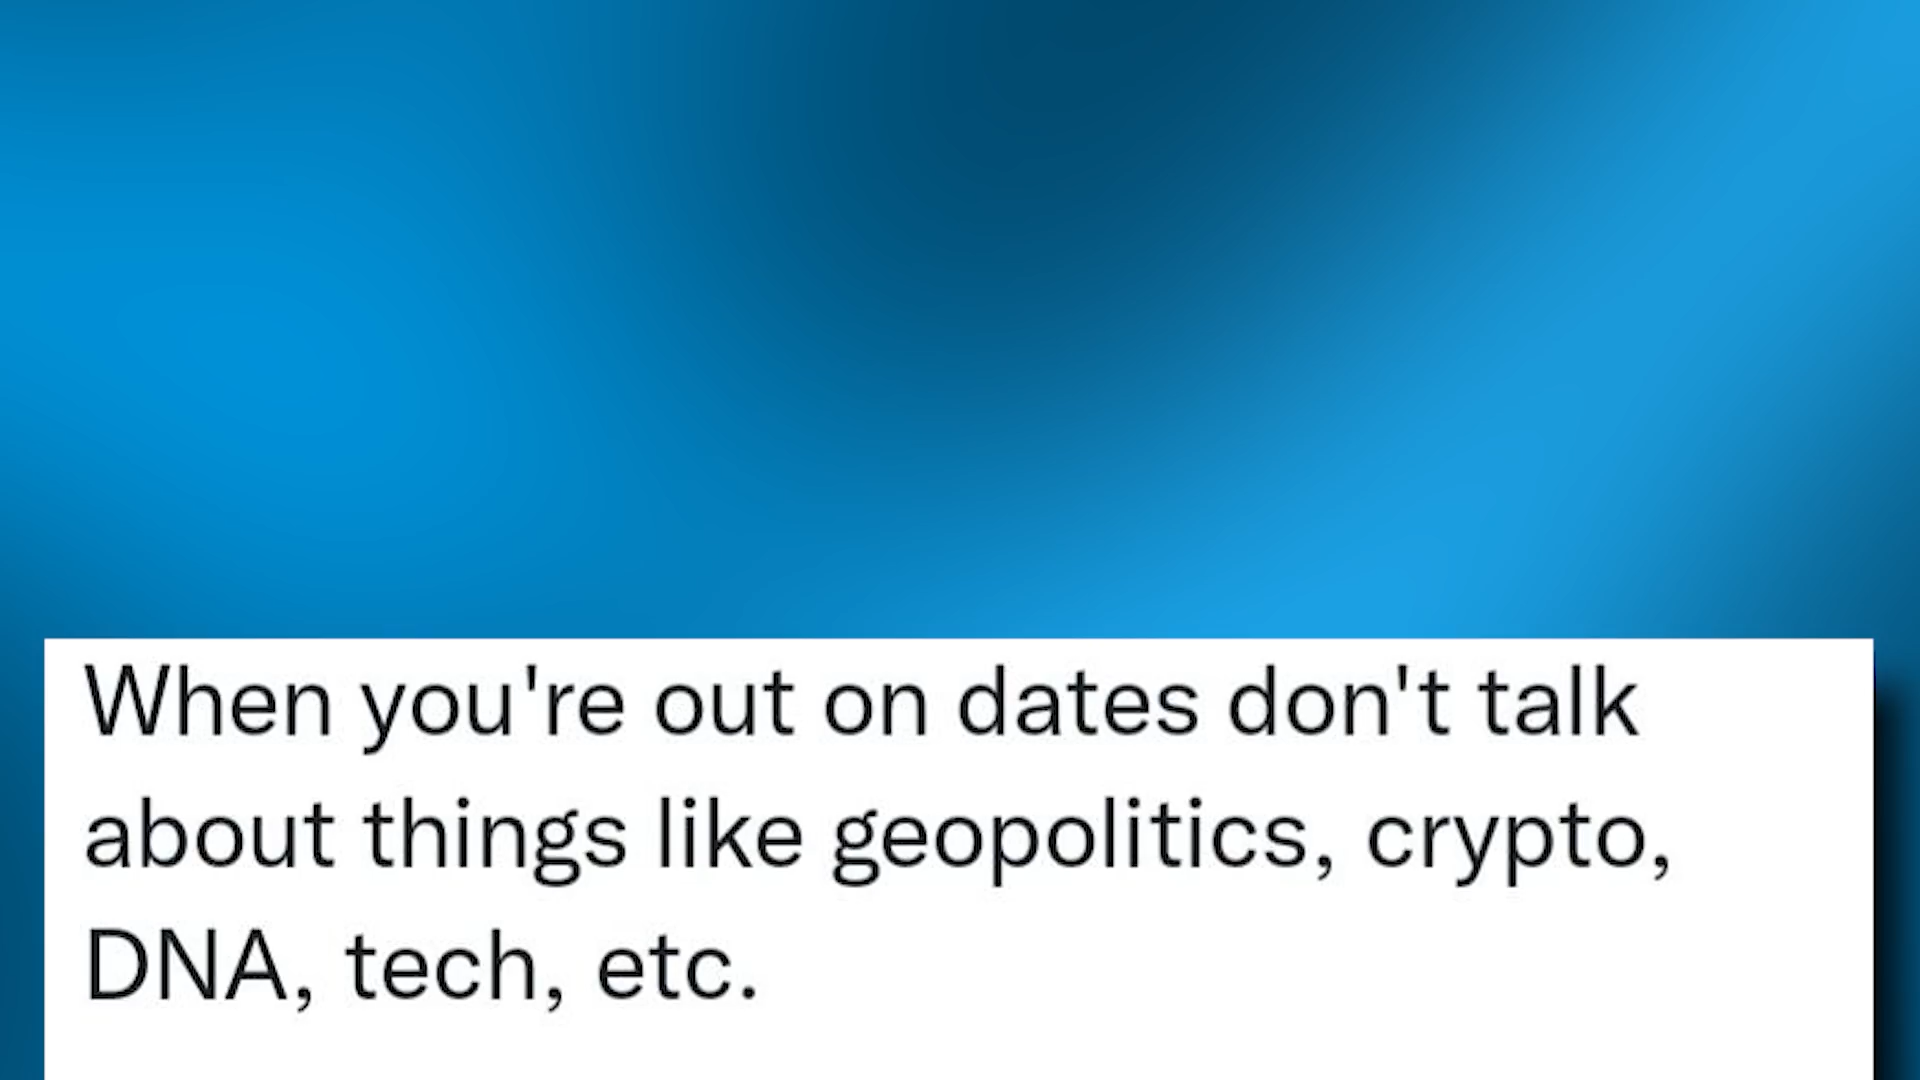 When you're out on dates don't talk
about things like geopolitics, crypto,
DNA, tech, etc.